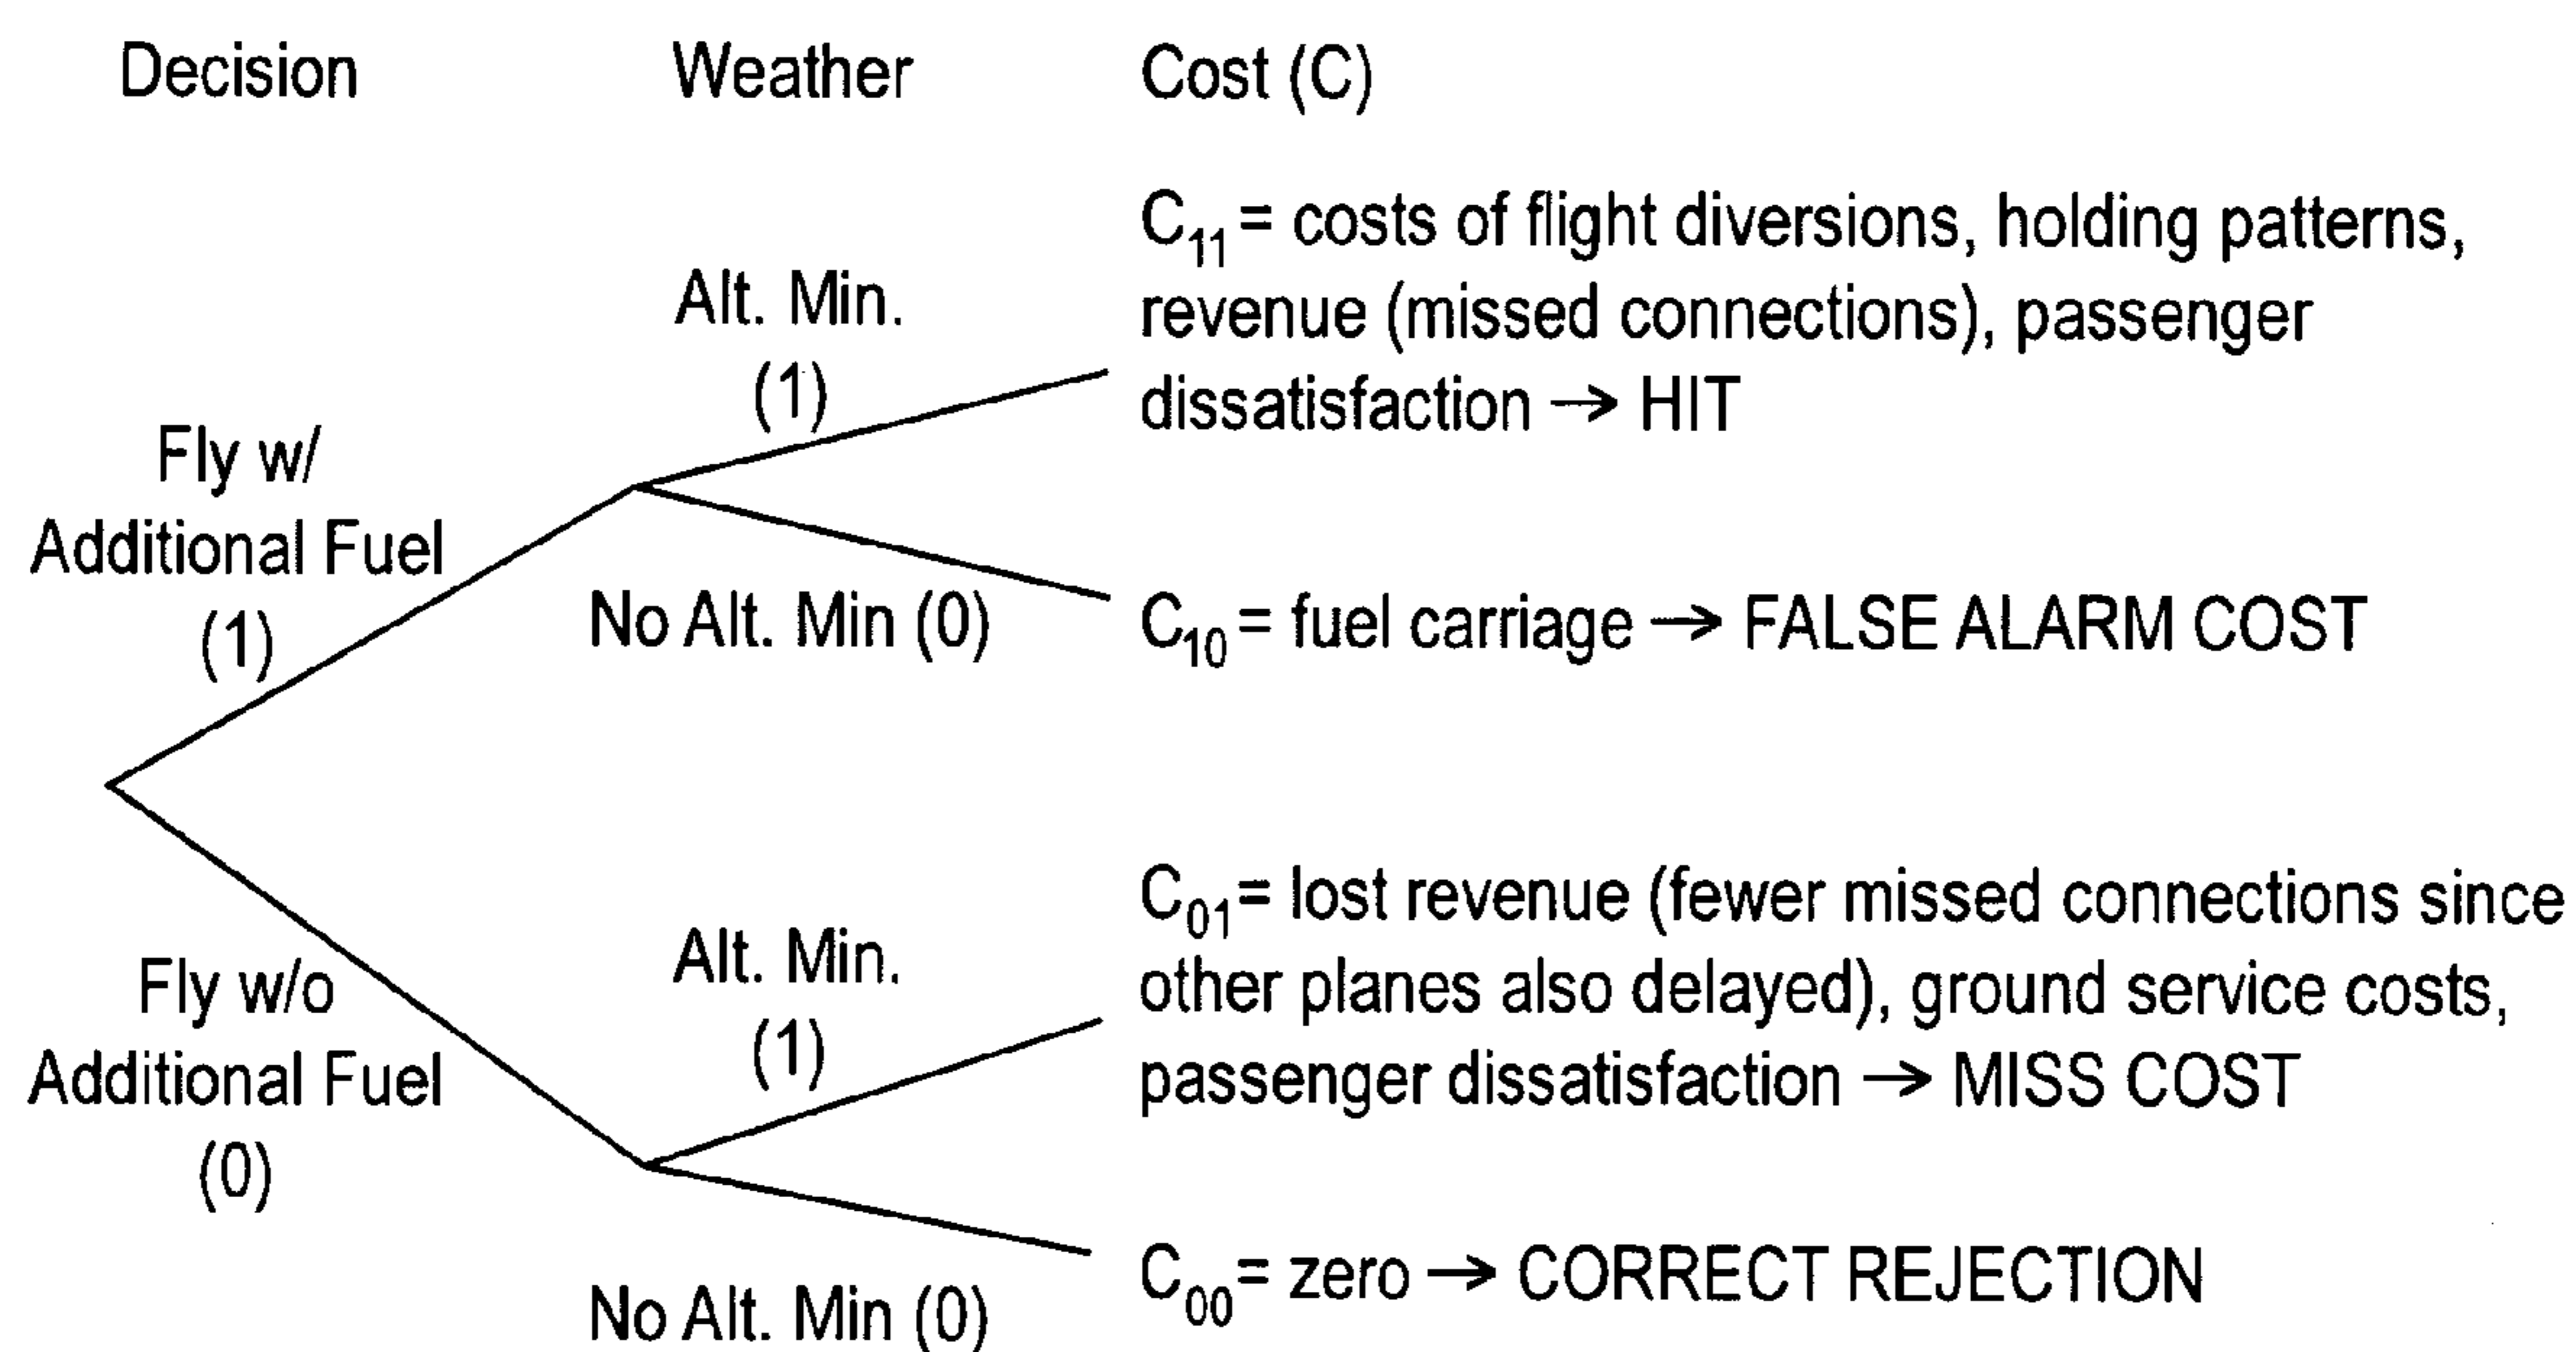 Decision Weather Cost (C)
C11 = costs of flight diversions, holding patterns,
revenue (missed connections), passenger
dissatisfaction → HIT
Alt. Min.
(1)
Fly w/
Additional Fuel
(1)
No Alt. Min (0)
C10 = fuel carriage → FALSE ALARM COST
C01 = lost revenue (fewer missed connections since
other planes also delayed), ground service costs,
passenger dissatisfaction → MISS COST
Alt. Min.
(1)
Fly w/o
Additional Fuel
(0)
No Alt. Min (0)
C00 = zero → CORRECT REJECTION